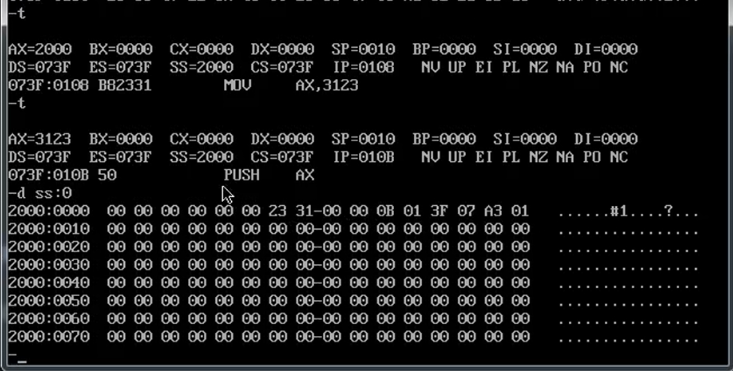 -t
AX=2000 BX=0000 CX=0000 DX=0000 SP=0010 BP=0000 SI=0000 DI=0000
DS=073F ES=073F SS=2000 CS=073F IP=0108 NV UP EI PL NZ NA PO NC
073F:0108 B82331 MOV AX,3123
-t
AX=3123 BX=0000 CX=0000 DX=0000 SP=0010 BP=0000 SI=0000 DI=0000
DS=073F ES=073F SS=2000 CS=073F IP=010B NV UP EI PL NZ NA PO NC
073F:010B 50 PUSH AX
-d ss:0
2000:0000 00 00 00 00 00 00 23 31-00 00 0B 01 3F 07 A3 01 ......#1....?...
2000:0010 00 00 00 00 00 00 00 00-00 00 00 00 00 00 00 00 ................
2000:0020 00 00 00 00 00 00 00 00-00 00 00 00 00 00 00 00 ................
2000:0030 00 00 00 00 00 00 00 00-00 00 00 00 00 00 00 00 ................
2000:0040 00 00 00 00 00 00 00 00-00 00 00 00 00 00 00 00 ................
2000:0050 00 00 00 00 00 00 00 00-00 00 00 00 00 00 00 00 ................
2000:0060 00 00 00 00 00 00 00 00-00 00 00 00 00 00 00 00 ................
2000:0070 00 00 00 00 00 00 00 00-00 00 00 00 00 00 00 00 ................
-_